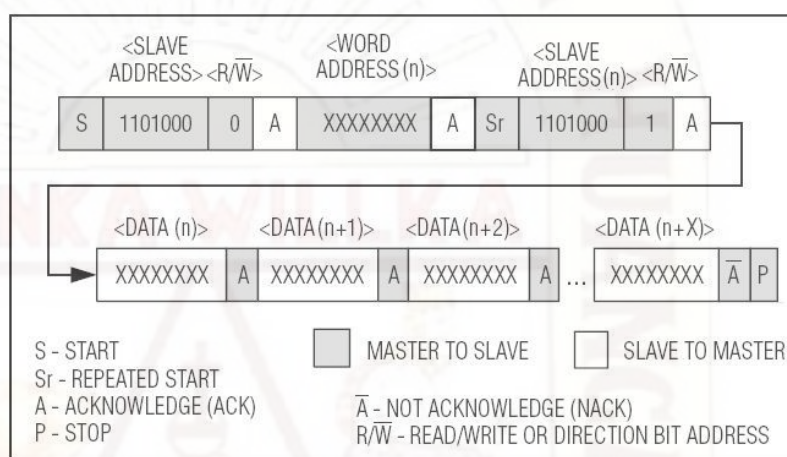 <SLAVE ADDRESS> <R/W̅> <WORD ADDRESS (n)> <SLAVE ADDRESS(n)> <R/W̅>
S 1101000 0 A XXXXXXXX A Sr 1101000 1 A
<DATA (n)> <DATA (n+1)> <DATA (n+2)> <DATA (n+X)>
XXXXXXXX A XXXXXXXX A XXXXXXXX A ... XXXXXXXX A̅ P
S - START
Sr - REPEATED START
A - ACKNOWLEDGE (ACK)
P - STOP
MASTER TO SLAVE
SLAVE TO MASTER
A̅ - NOT ACKNOWLEDGE (NACK)
R/W̅ - READ/WRITE OR DIRECTION BIT ADDRESS